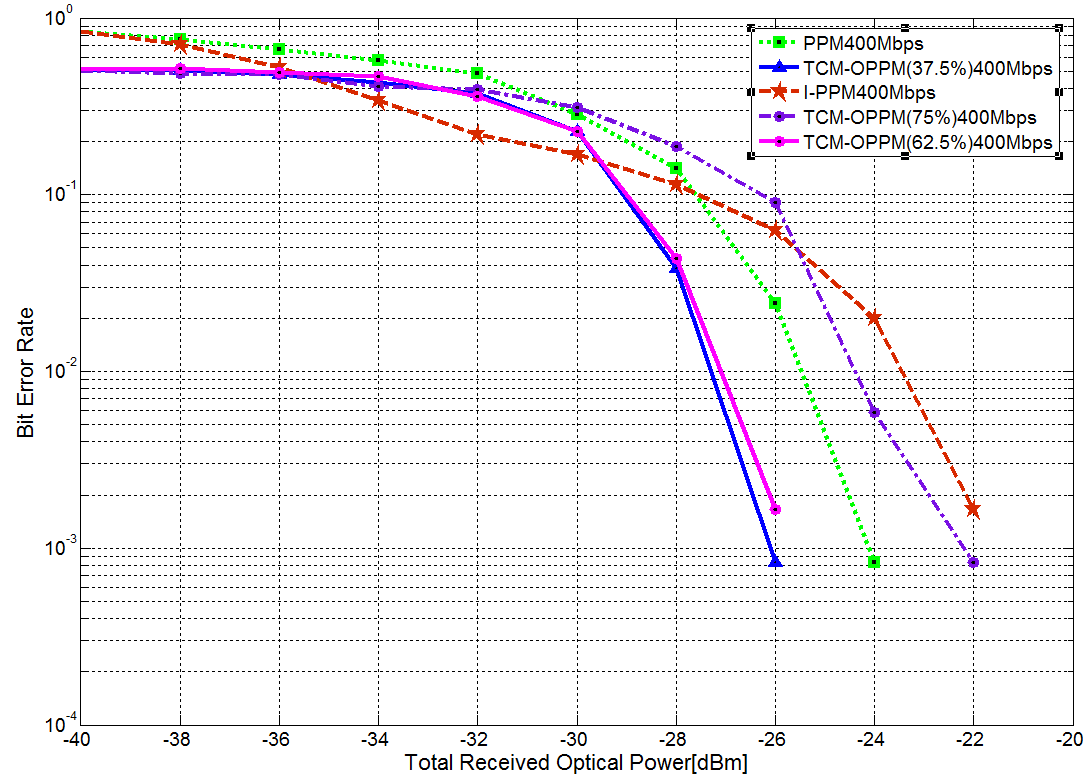 PPM400Mbps
TCM-OPPM(37.5%)400Mbps
I-PPM400Mbps
TCM-OPPM(75%)400Mbps
TCM-OPPM(62.5%)400Mbps
10^0
10^-1
10^-2
10^-3
10^-4
Bit Error Rate
-40 -38 -36 -34 -32 -30 -28 -26 -24 -22 -20
Total Received Optical Power[dBm]